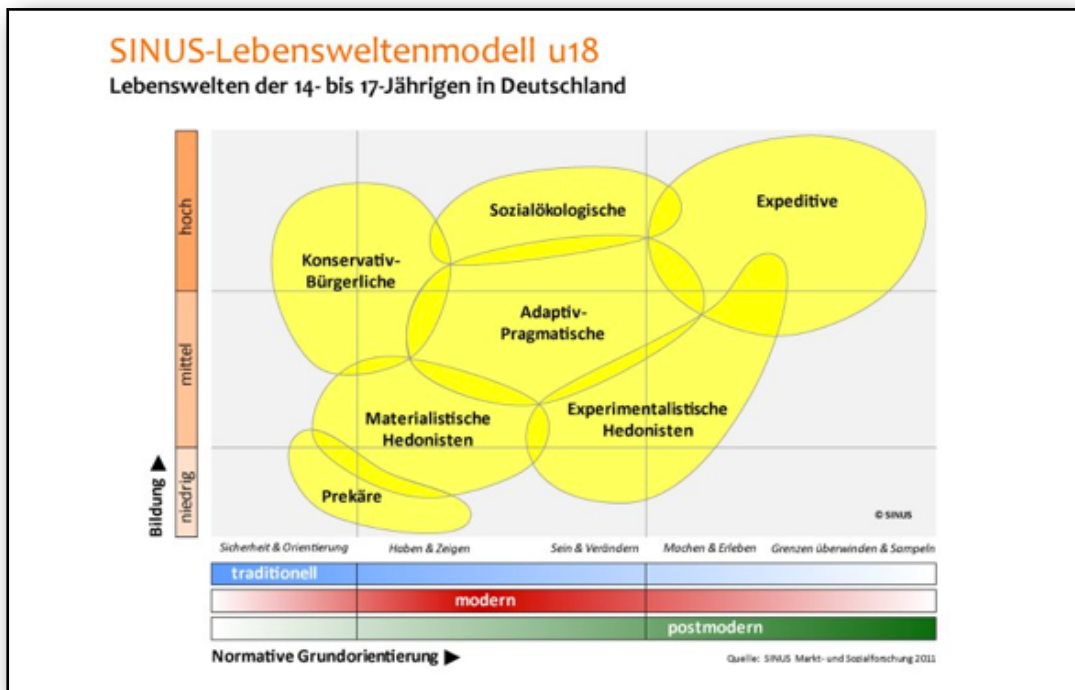 SINUS-Lebensweltenmodell u18
Lebenswelten der 14- bis 17-Jährigen in Deutschland
hoch
mittel
niedrig
Bildung ▶
Sozialökologische
Expeditive
Konservativ-
Bürgerliche
Adaptiv-
Pragmatische
Materialistische
Hedonisten
Experimentalistische
Hedonisten
Prekäre
© SINUS
Sicherheit & Orientierung
Haben & Zeigen
Sein & Verändern
Machen & Erleben
Grenzen überwinden & Sampeln
traditionell
modern
postmodern
Normative Grundorientierung ▶
Quelle: SINUS Markt- und Sozialforschung 2011